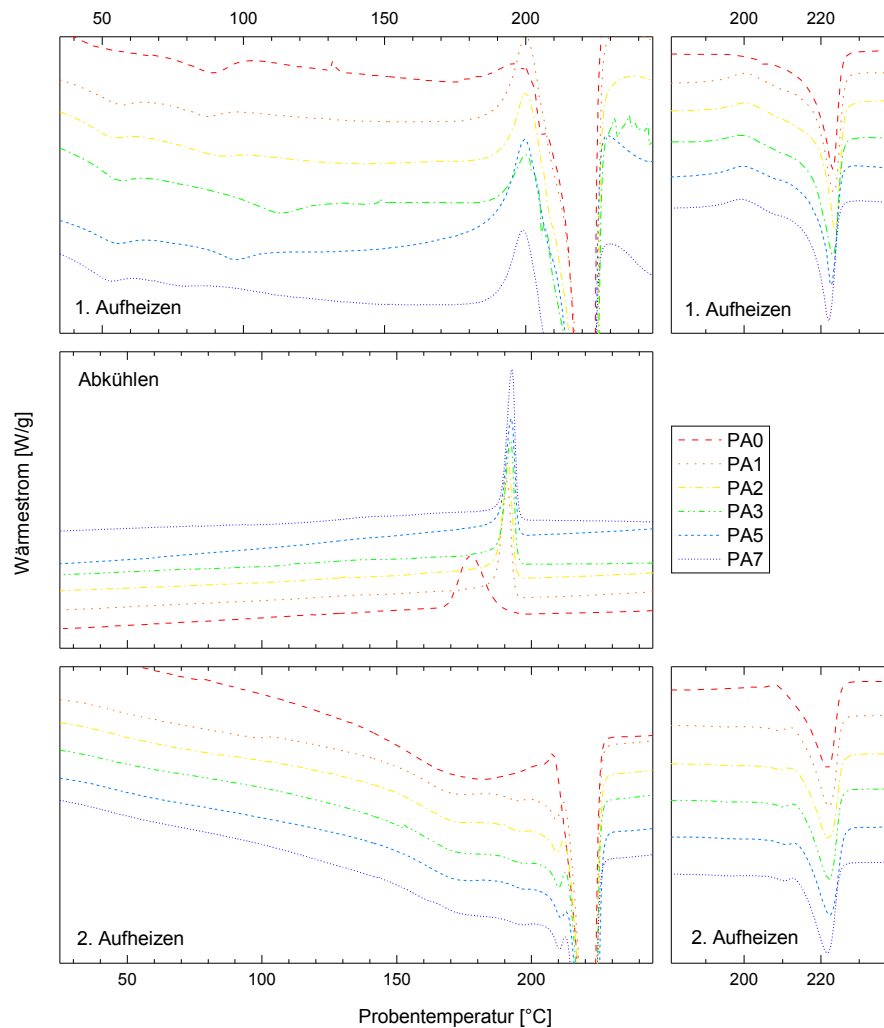 50 100 150 200 200 220
1. Aufheizen 1. Aufheizen
Abkühlen
Wärmestrom [W/g]
PA0
PA1
PA2
PA3
PA5
PA7
2. Aufheizen 2. Aufheizen
50 100 150 200 200 220
Probentemperatur [°C]